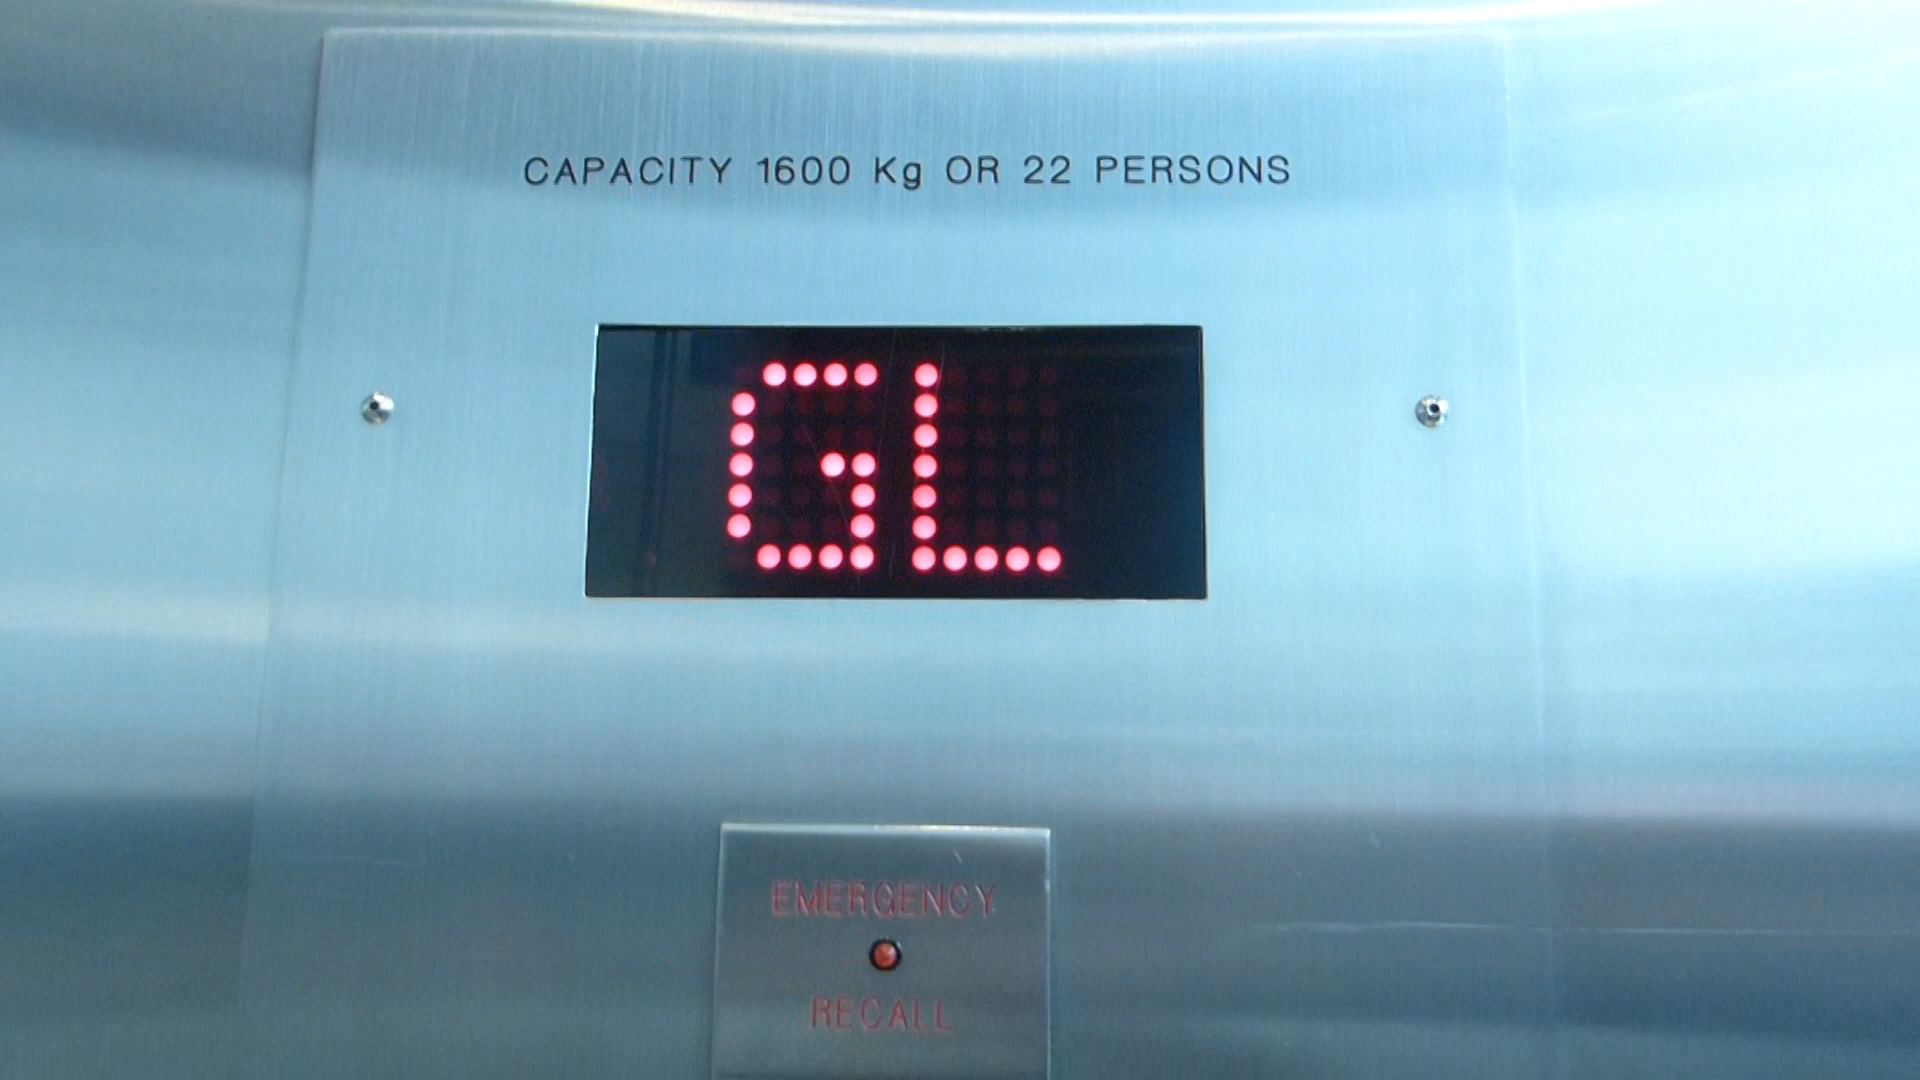 CAPACITY 1600 Kg OR 22 PERSONS
GL
EMERGENCY
RECALL